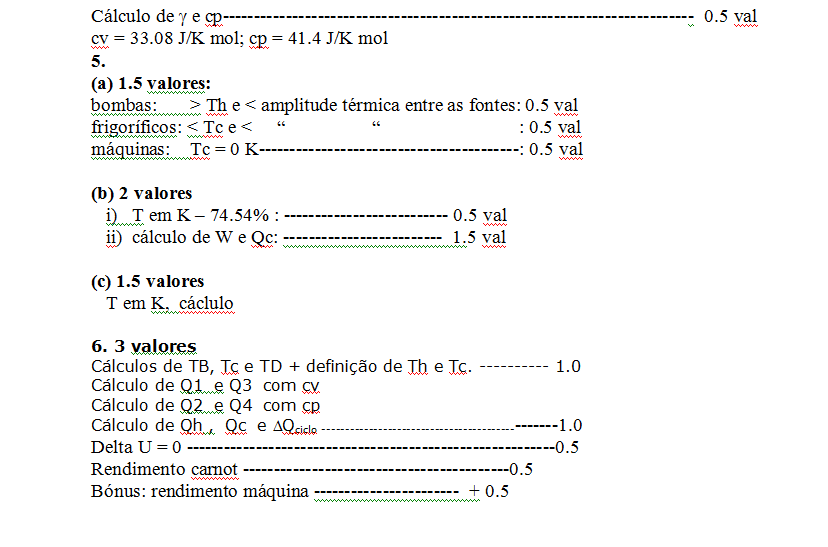 Cálculo de γ e cp---------------------------------------------------------------------------- 0.5 val
cv = 33.08 J/K mol; cp = 41.4 J/K mol
5.
(a) 1.5 valores:
bombas: > Th e < amplitude térmica entre as fontes: 0.5 val
frigoríficos: < Tc e < “ “ : 0.5 val
máquinas: Tc = 0 K------------------------------------------: 0.5 val
(b) 2 valores
i) T em K – 74.54% : --------------------------- 0.5 val
ii) cálculo de W e Qc: -------------------------- 1.5 val
(c) 1.5 valores
T em K, cáclulo
6. 3 valores
Cálculos de TB, Tc e TD + definição de Th e Tc. ---------- 1.0
Cálculo de Q1 e Q3 com cv
Cálculo de Q2 e Q4 com cp
Cálculo de Qh , Qc e ΔQciclo -------------------------------------------------1.0
Delta U = 0 ------------------------------------------------------------0.5
Rendimento carnot -------------------------------------------0.5
Bónus: rendimento máquina ------------------------ + 0.5